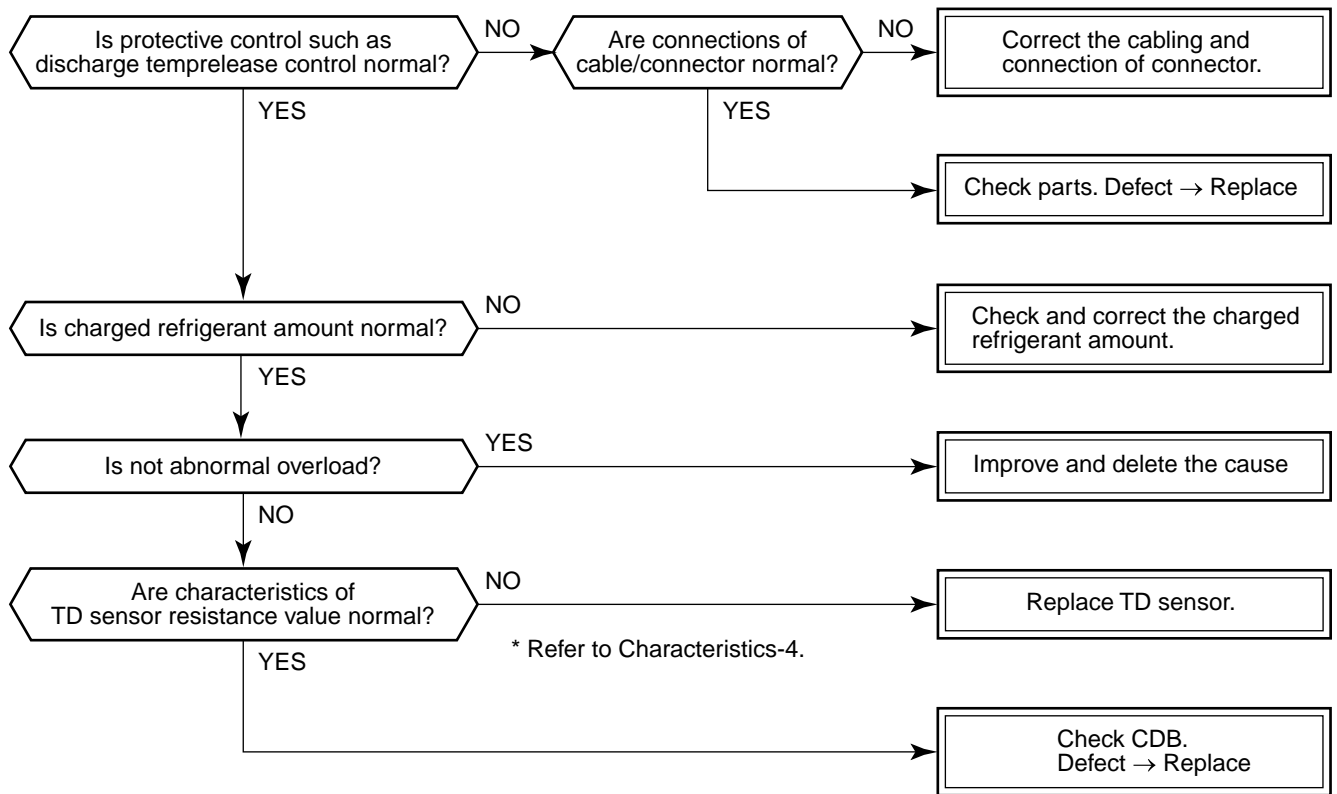 Is protective control such as
discharge temprelease control normal?
NO
Are connections of
cable/connector normal?
NO
Correct the cabling and
connection of connector.
YES
YES
Check parts. Defect → Replace
Is charged refrigerant amount normal?
NO
Check and correct the charged
refrigerant amount.
YES
Is not abnormal overload?
YES
Improve and delete the cause
NO
Are characteristics of
TD sensor resistance value normal?
NO
Replace TD sensor.
* Refer to Characteristics-4.
YES
Check CDB.
Defect → Replace